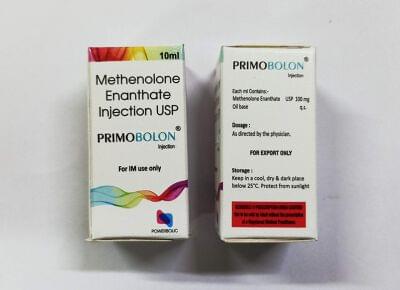 10ml
Methenolone
Enanthate
Injection USP
PRIMOBOLON®
Injection
For IM use only
POWERBOLIC
PRIMOBOLON®
Injection
Each ml Contains:-
Methenolone Enanthate USP 100 mg
Oil base q.s.
Dosage :
As directed by the physician.
FOR EXPORT ONLY
Storage :
Keep in a cool, dry & dark place
below 25°C. Protect from sunlight